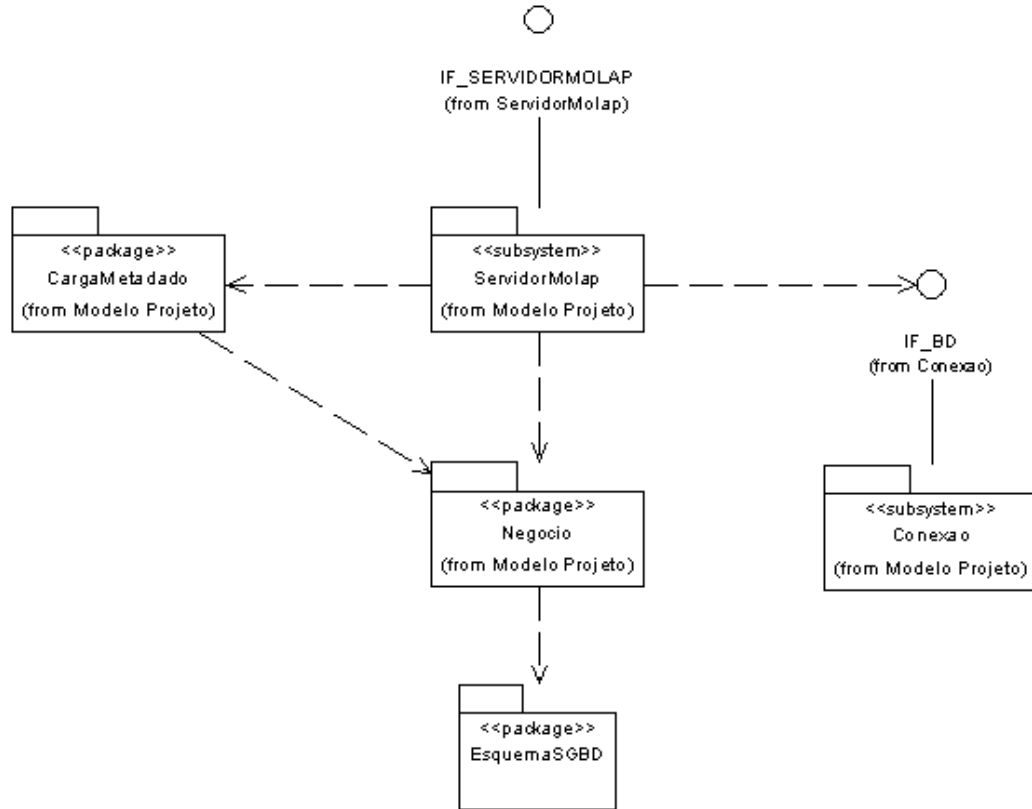 IF_SERVIDORMOLAP
(from ServidorMolap)
<<package>>
CargaMetadado
(from Modelo Projeto)
<<subsystem>>
ServidorMolap
(from Modelo Projeto)
IF_BD
(from Conexao)
<<package>>
Negocio
(from Modelo Projeto)
<<subsystem>>
Conexao
(from Modelo Projeto)
<<package>>
EsquemaSGBD